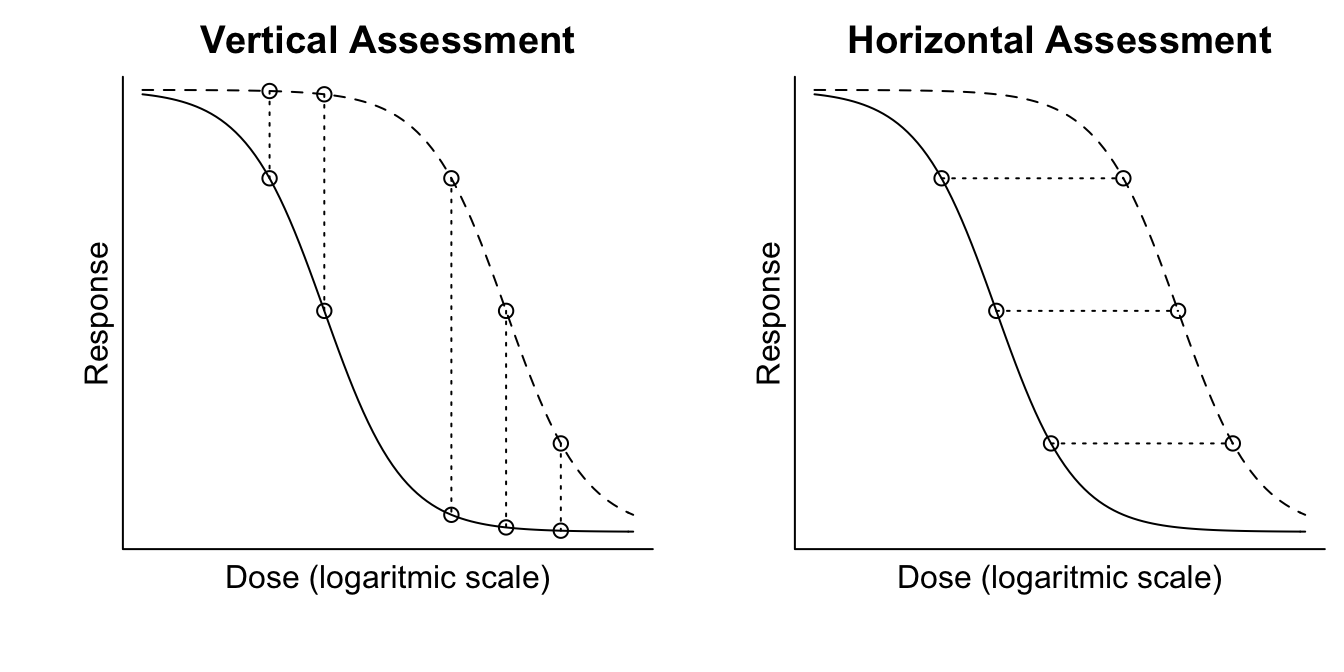 Vertical Assessment
Response
Dose (logaritmic scale)
Horizontal Assessment
Response
Dose (logaritmic scale)